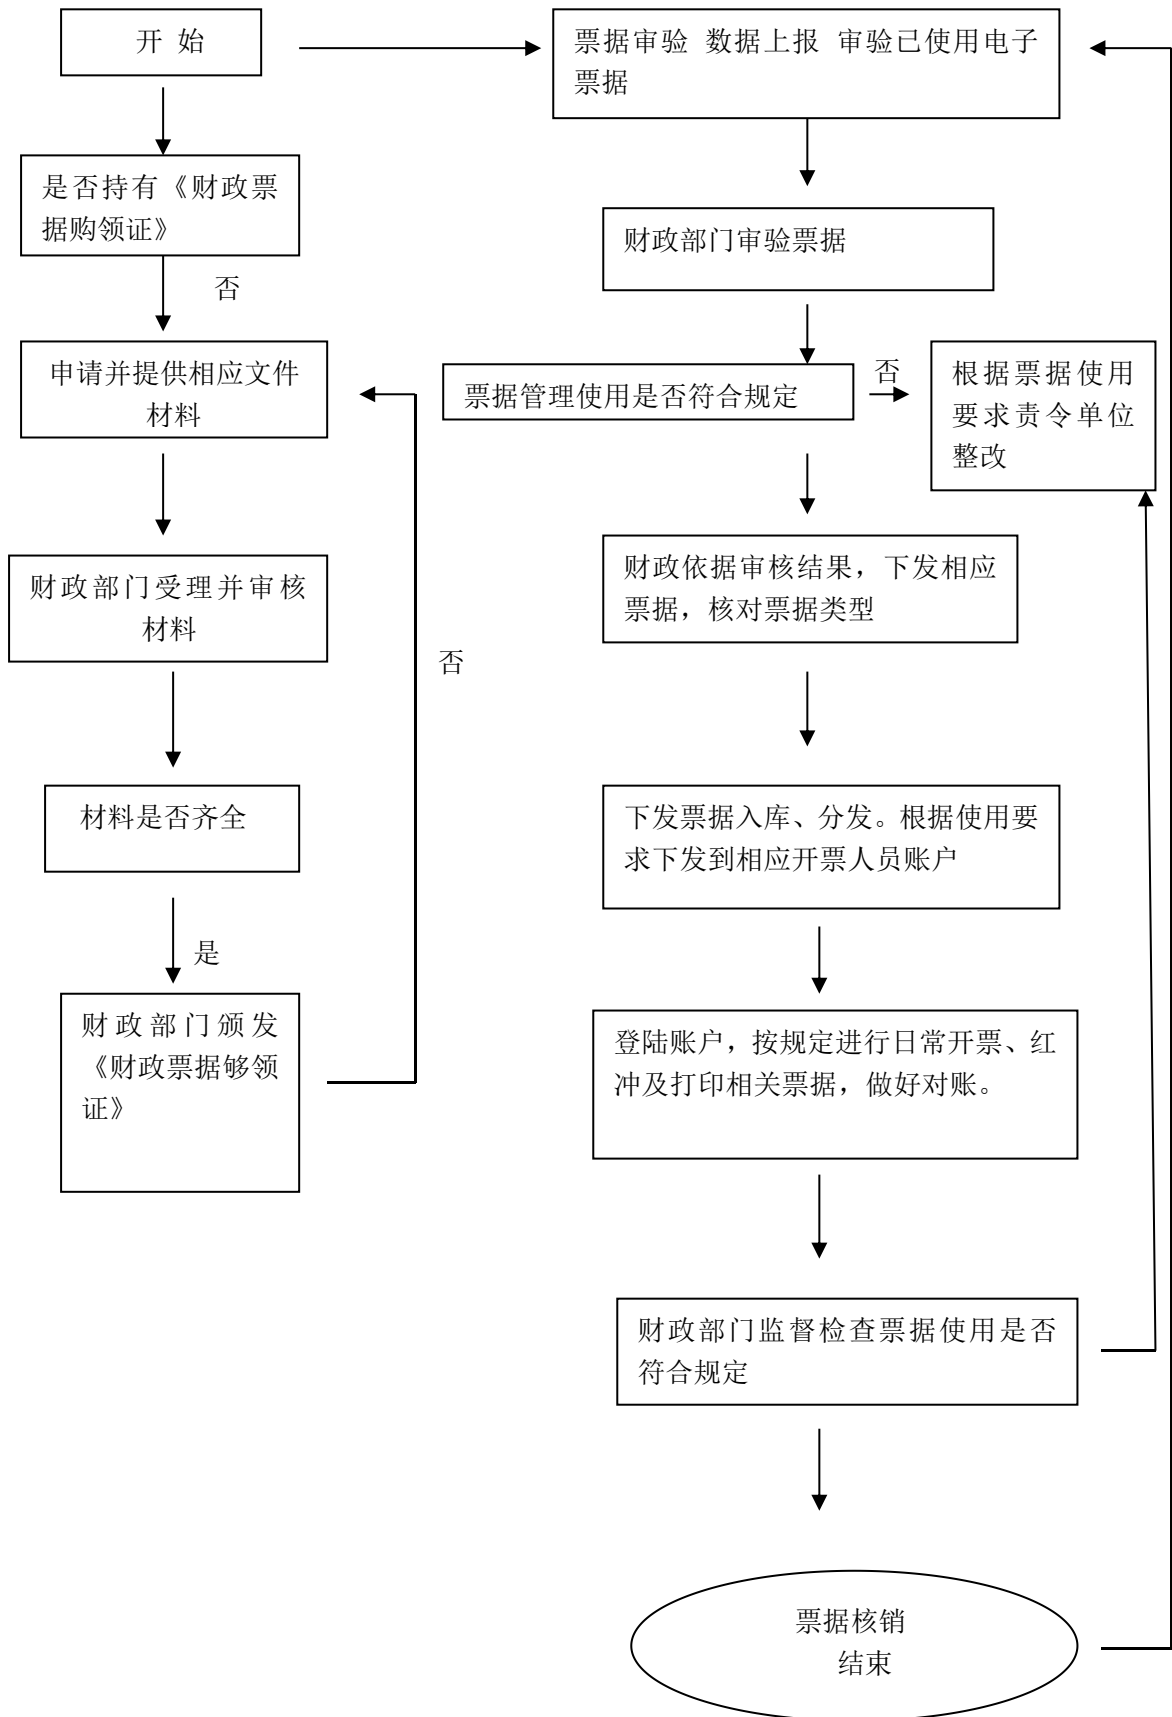 开 始
是否持有《财政票
据购领证》
否
申请并提供相应文件
材料
财政部门受理并审核
材料
否
材料是否齐全
是
财政部门颁发
《财政票据够领
证》
票据审验 数据上报 审验已使用电子
票据
财政部门审验票据
票据管理使用是否符合规定
否
根据票据使用
要求责令单位
整改
财政依据审核结果，下发相应
票据，核对票据类型
下发票据入库、分发。根据使用要
求下发到相应开票人员账户
登陆账户，按规定进行日常开票、红
冲及打印相关票据，做好对账。
财政部门监督检查票据使用是否
符合规定
票据核销
结束